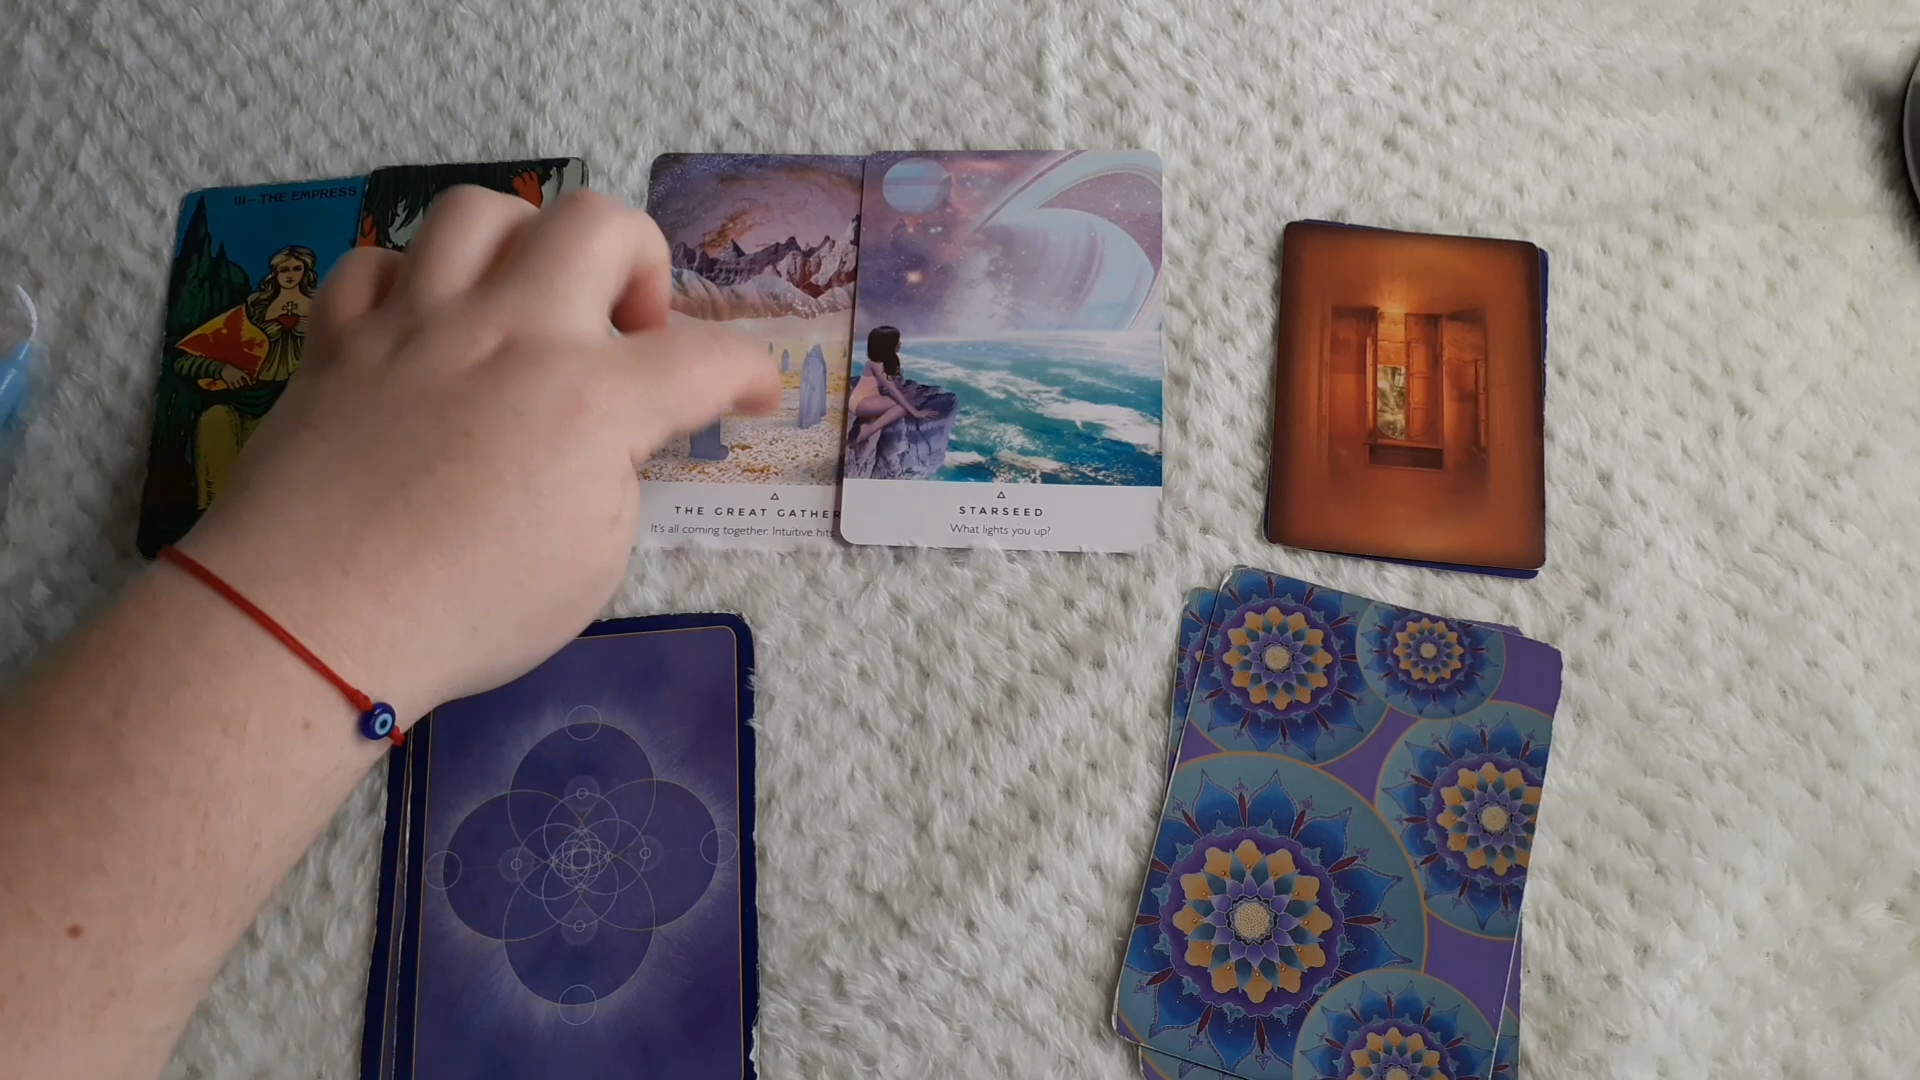 III – THE EMPRESS
THE GREAT GATHER
It's all coming together. Intuitive hits
STARSEED
What lights you up?